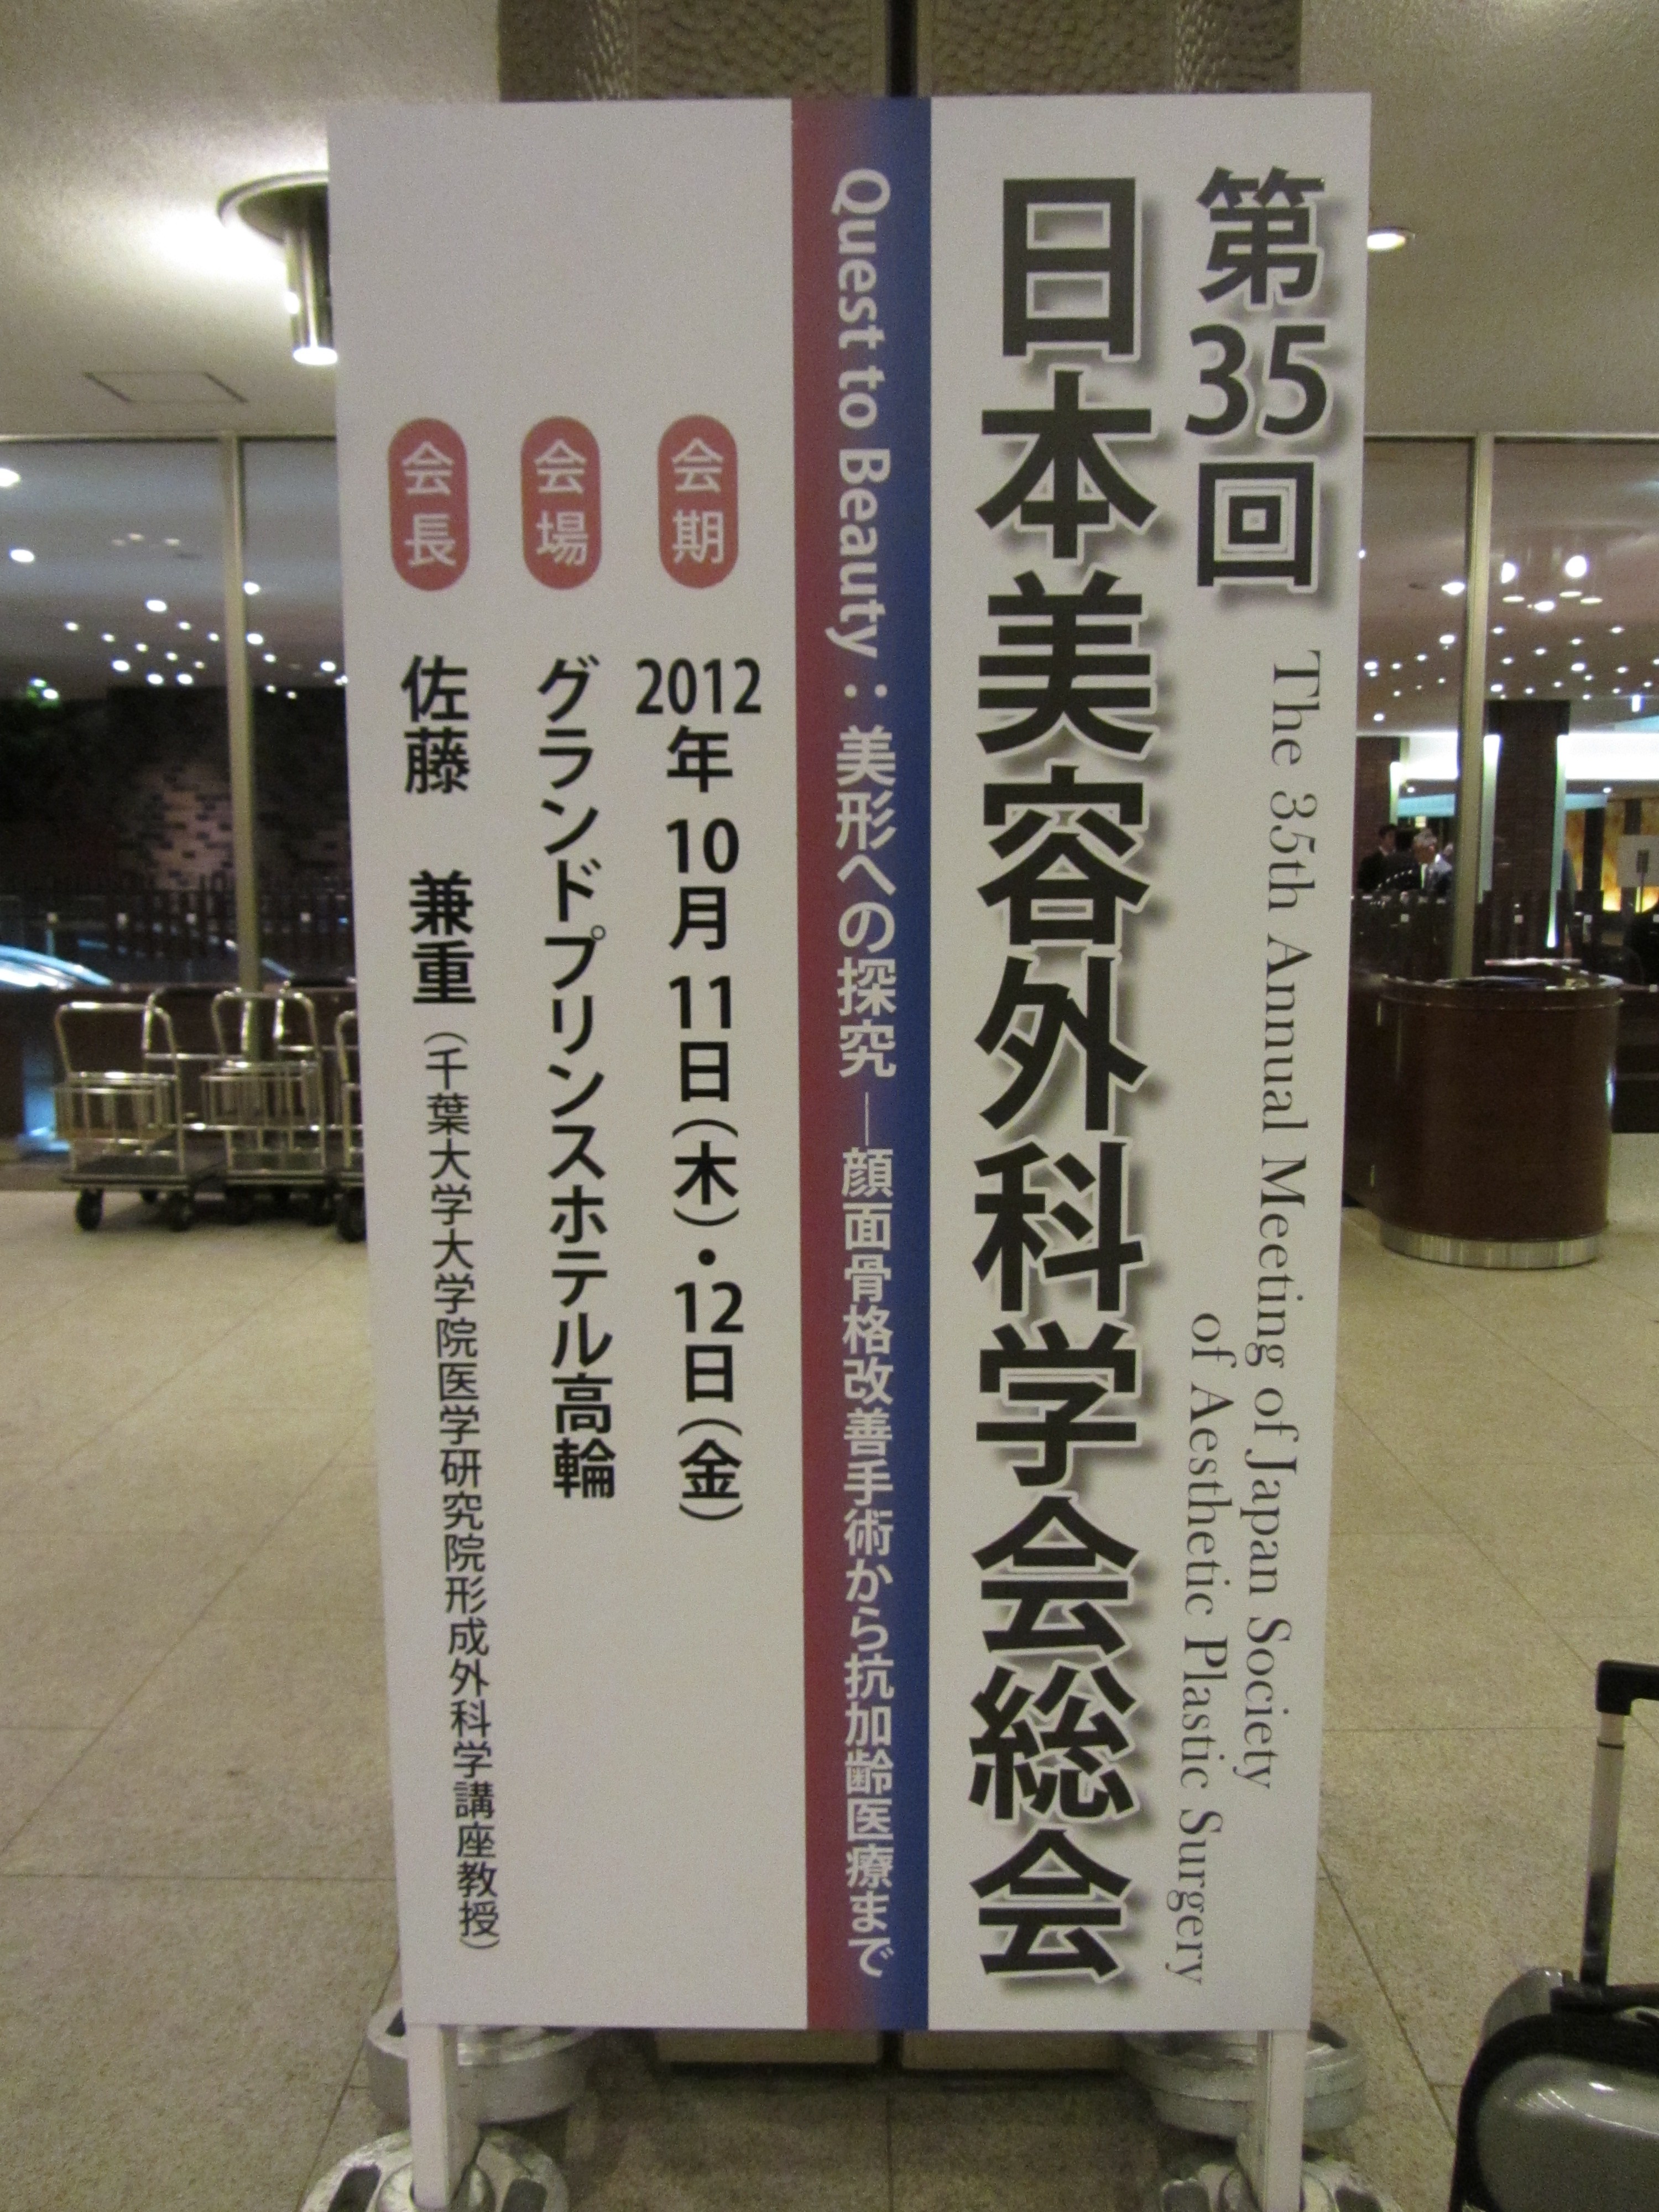 第35回
The 35th Annual Meeting of Japan Society
of Aesthetic Plastic Surgery
日本美容外科学会総会
Quest to Beauty：美形への探究 ―顔面骨格改善手術から抗加齢医療まで
会期 2012年10月11日(木)・12日(金)
会場 グランドプリンスホテル高輪
会長 佐藤 兼重（千葉大学大学院医学研究院形成外科学講座教授）